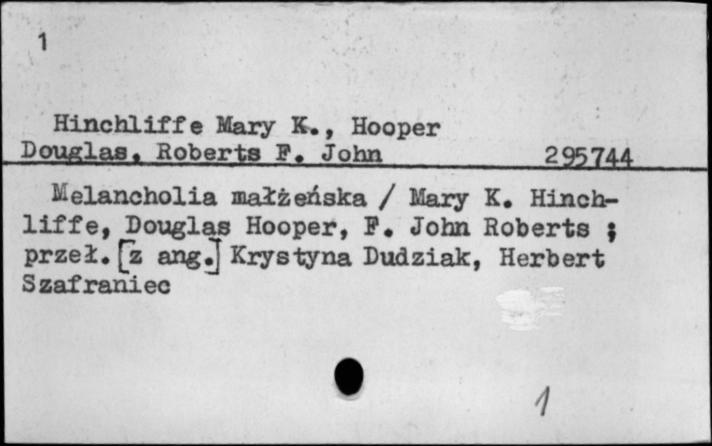 1
Hinchliffe Mary K., Hooper
Douglas, Roberts F. John 295744
Melancholia małżeńska / Mary K. Hinch-
liffe, Douglas Hooper, F. John Roberts ;
przeł. [z ang.] Krystyna Dudziak, Herbert
Szafraniec
1